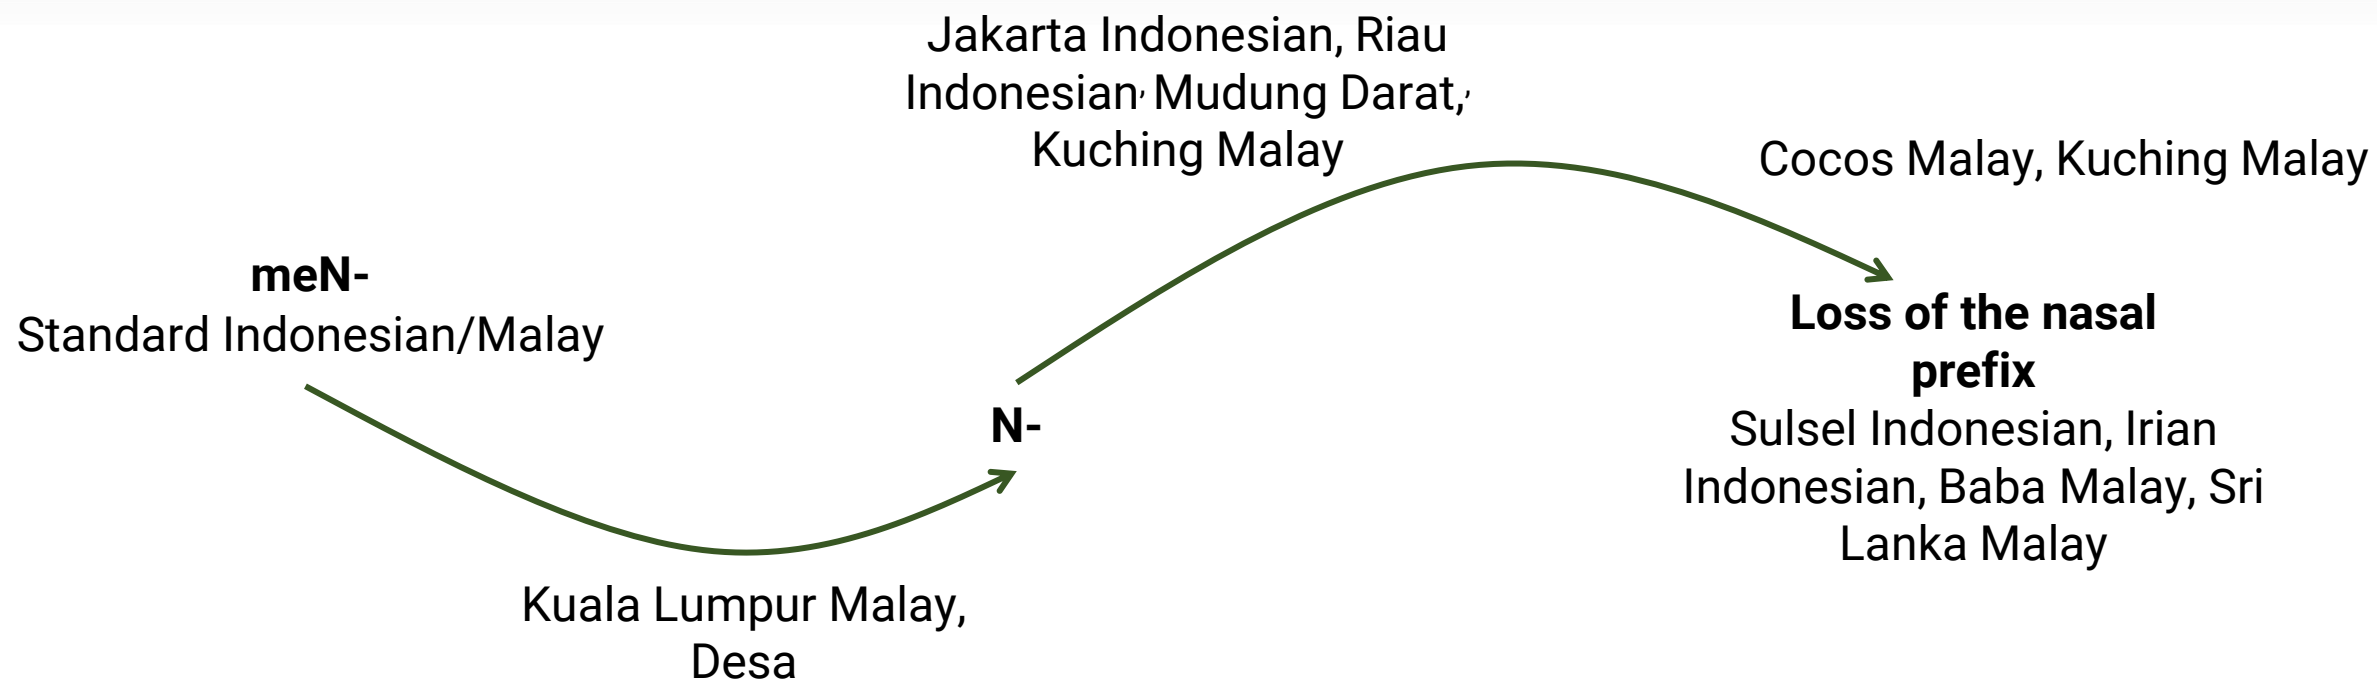 Jakarta Indonesian, Riau
Indonesian, Mudung Darat,,
Kuching Malay
Cocos Malay, Kuching Malay
meN-
Standard Indonesian/Malay
Loss of the nasal
prefix
Sulsel Indonesian, Irian
Indonesian, Baba Malay, Sri
Lanka Malay
N-
Kuala Lumpur Malay,
Desa